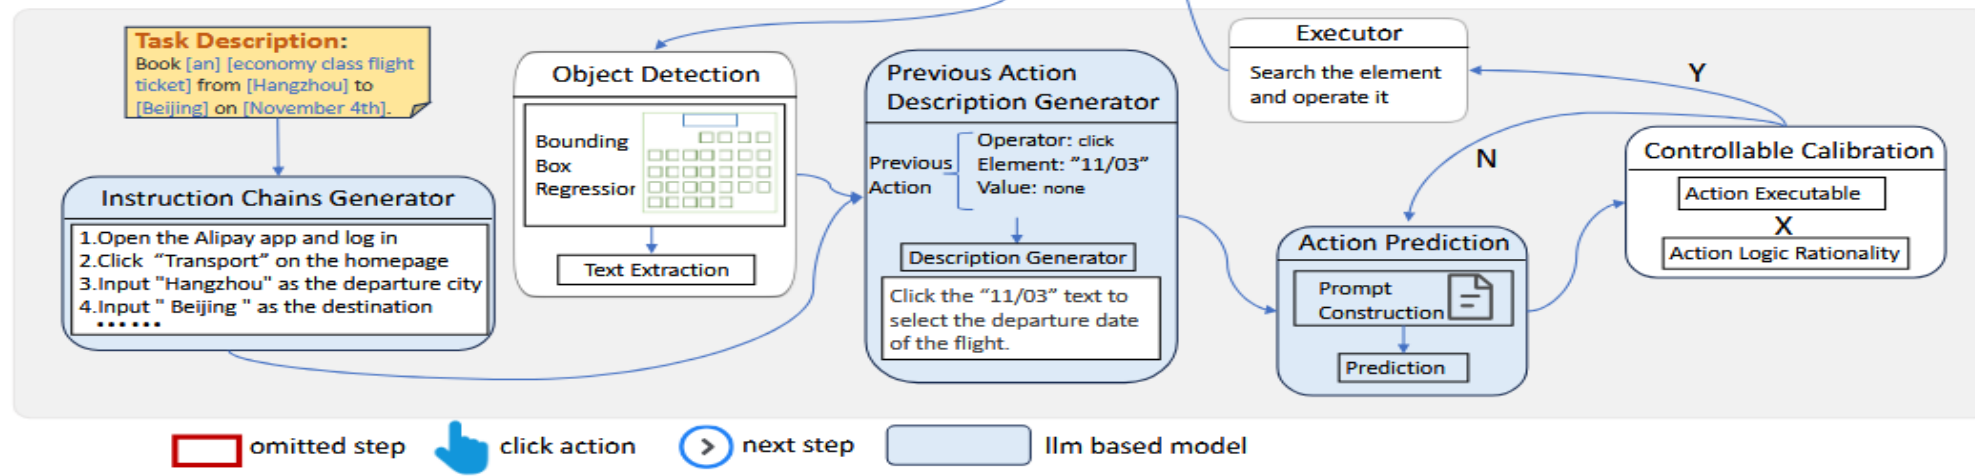 Task Description:
Book [an] [economy class flight
ticket] from [Hangzhou] to
[Beijing] on [November 4th].
Instruction Chains Generator
1.Open the Alipay app and log in
2.Click “Transport” on the homepage
3.Input "Hangzhou" as the departure city
4.Input " Beijing " as the destination
••••••
Object Detection
Bounding
Box
Regression
Text Extraction
Previous Action
Description Generator
Previous
Action
Operator: click
Element: “11/03”
Value: none
Description Generator
Click the “11/03” text to
select the departure date
of the flight.
Executor
Search the element
and operate it
Y
N
Action Prediction
Prompt
Construction
Prediction
Controllable Calibration
Action Executable
X
Action Logic Rationality
omitted step
click action
next step
llm based model